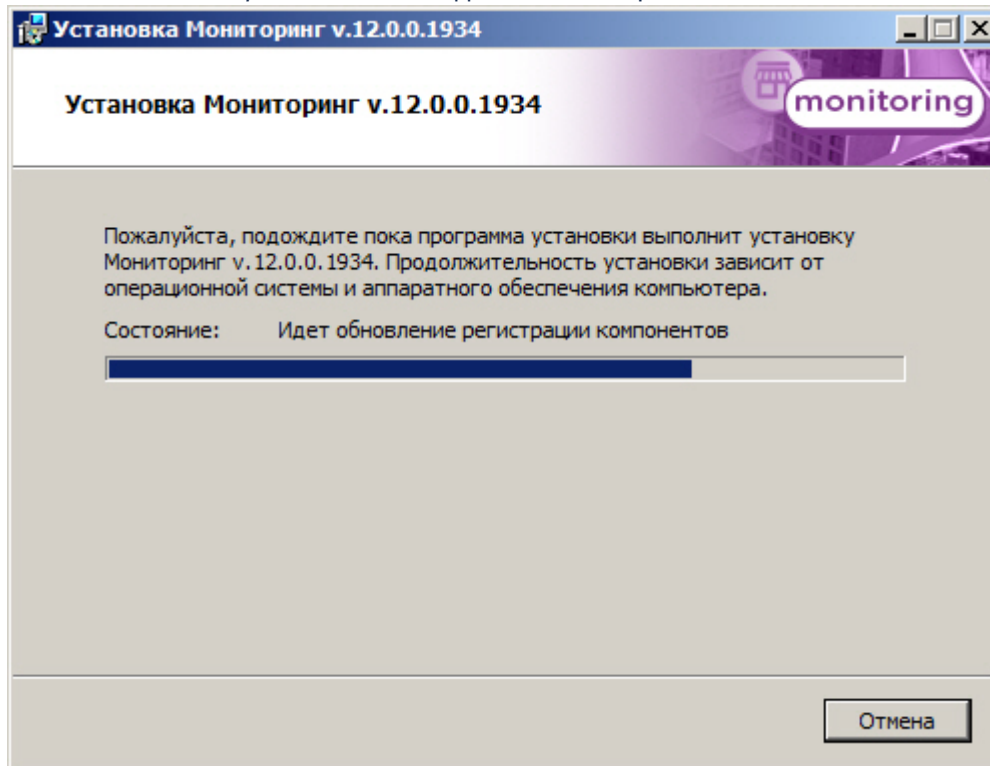 Установка Мониторинг v.12.0.0.1934
Установка Мониторинг v.12.0.0.1934
monitoring
Пожалуйста, подождите пока программа установки выполнит установку
Мониторинг v.12.0.0.1934. Продолжительность установки зависит от
операционной системы и аппаратного обеспечения компьютера.
Состояние: Идет обновление регистрации компонентов
Отмена